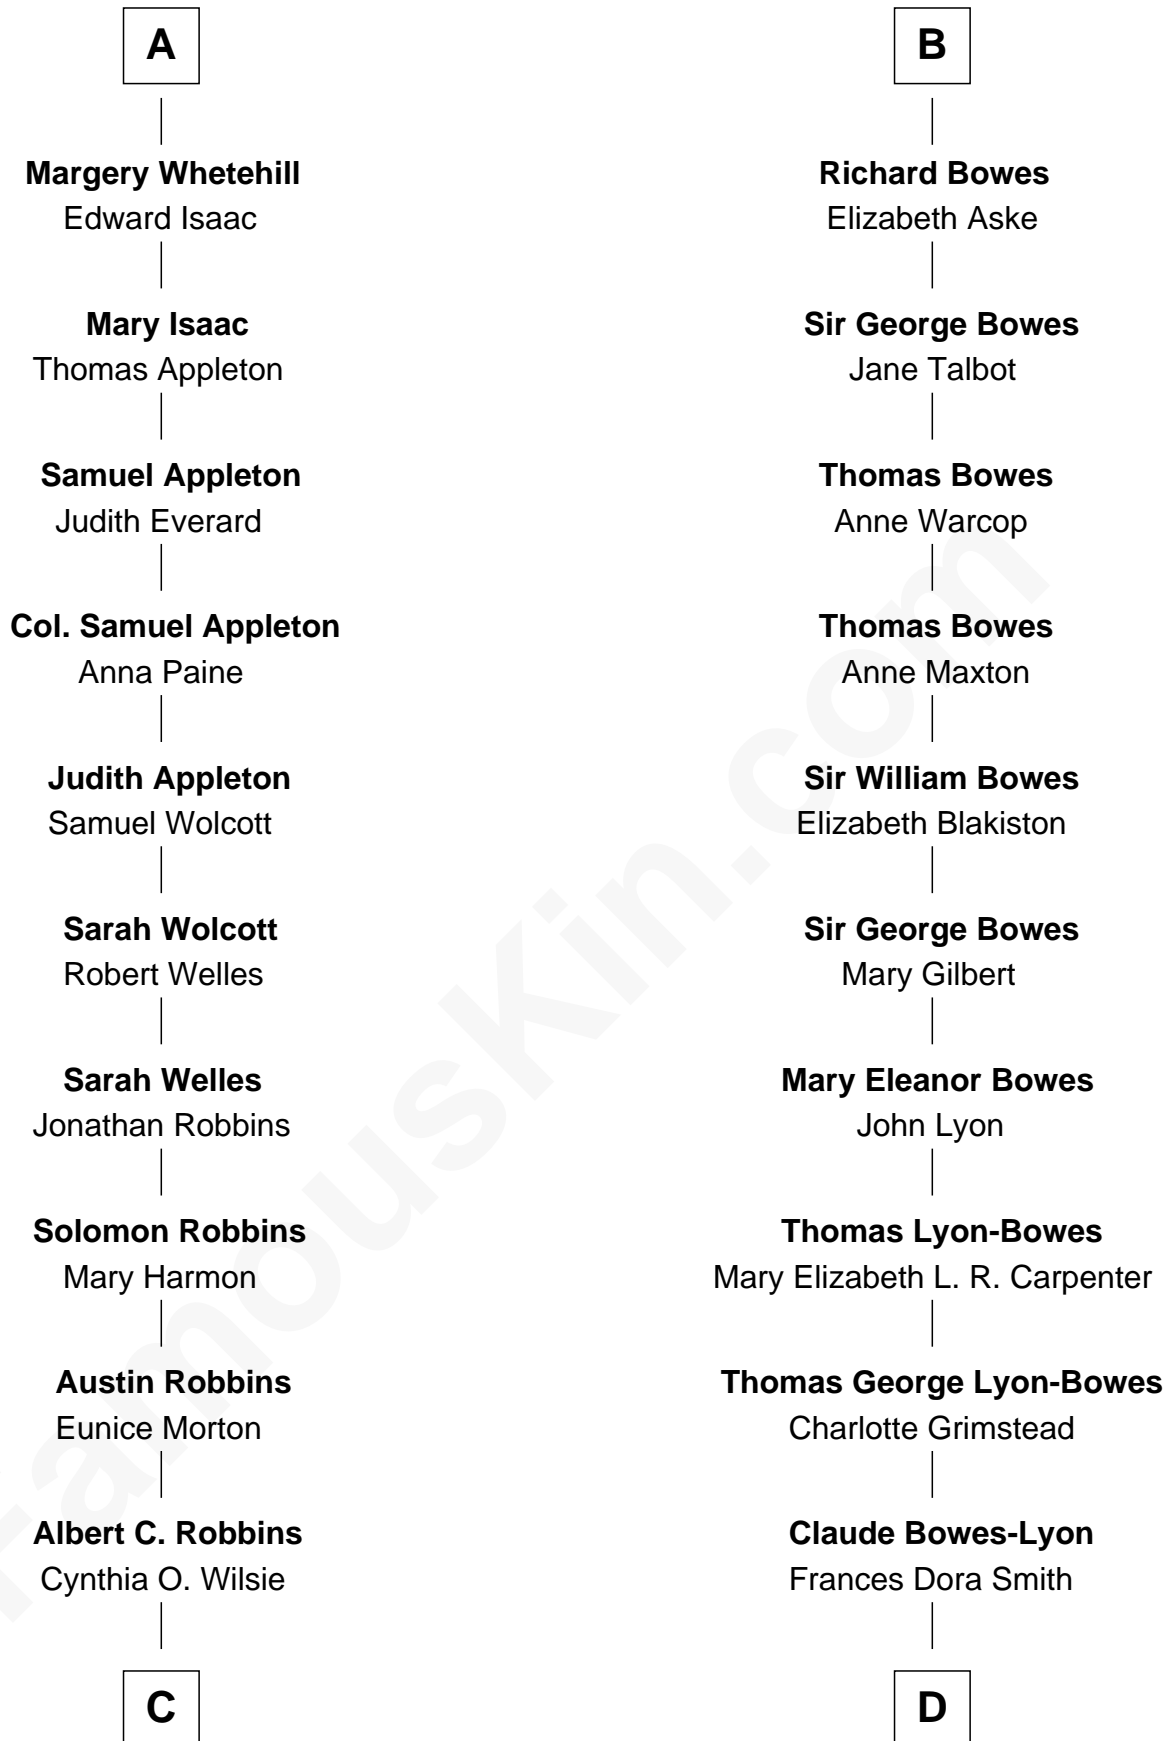 A
Margery Whetehill
Edward Isaac
Mary Isaac
Thomas Appleton
Samuel Appleton
Judith Everard
Col. Samuel Appleton
Anna Paine
Judith Appleton
Samuel Wolcott
Sarah Wolcott
Robert Welles
Sarah Welles
Jonathan Robbins
Solomon Robbins
Mary Harmon
Austin Robbins
Eunice Morton
Albert C. Robbins
Cynthia O. Wilsie
C
B
Richard Bowes
Elizabeth Aske
Sir George Bowes
Jane Talbot
Thomas Bowes
Anne Warcop
Thomas Bowes
Anne Maxton
Sir William Bowes
Elizabeth Blakiston
Sir George Bowes
Mary Gilbert
Mary Eleanor Bowes
John Lyon
Thomas Lyon-Bowes
Mary Elizabeth L. R. Carpenter
Thomas George Lyon-Bowes
Charlotte Grimstead
Claude Bowes-Lyon
Frances Dora Smith
D
FamousKin.com